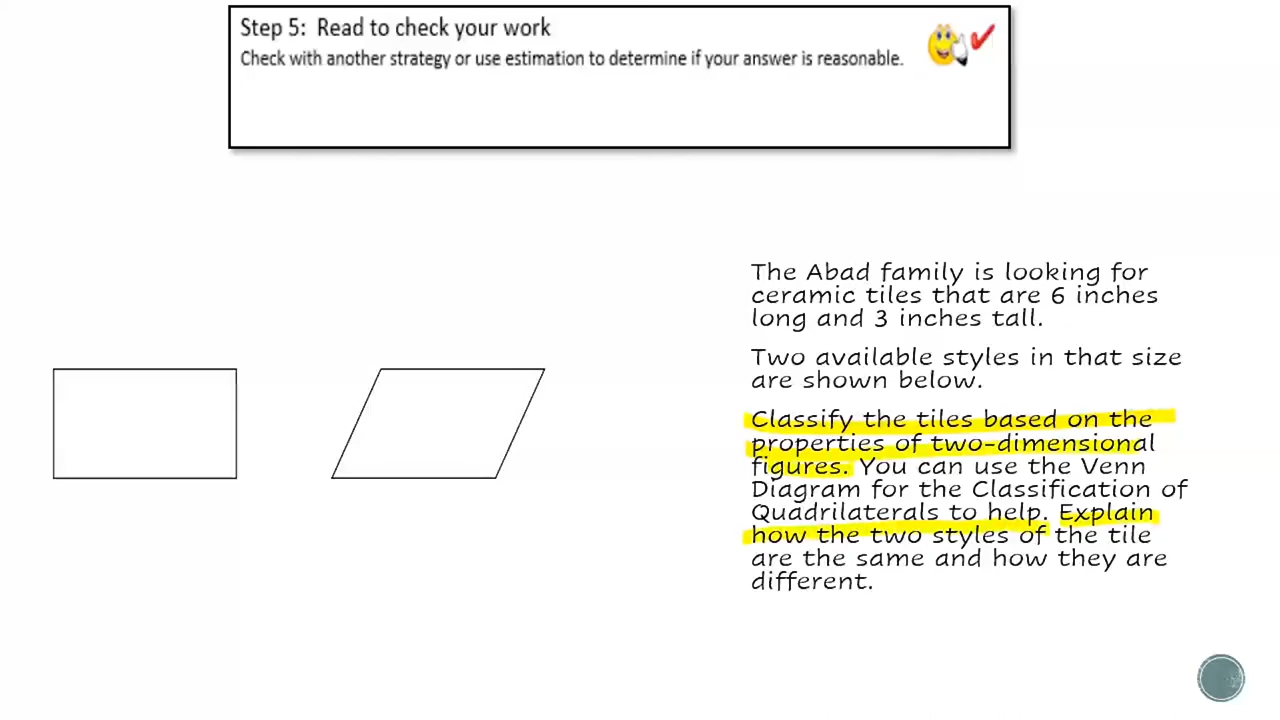 Step 5: Read to check your work
Check with another strategy or use estimation to determine if your answer is reasonable.
The Abad family is looking for
ceramic tiles that are 6 inches
long and 3 inches tall.
Two available styles in that size
are shown below.
Classify the tiles based on the
properties of two-dimensional
figures. You can use the Venn
Diagram for the Classification of
Quadrilaterals to help. Explain
how the two styles of the tile
are the same and how they are
different.